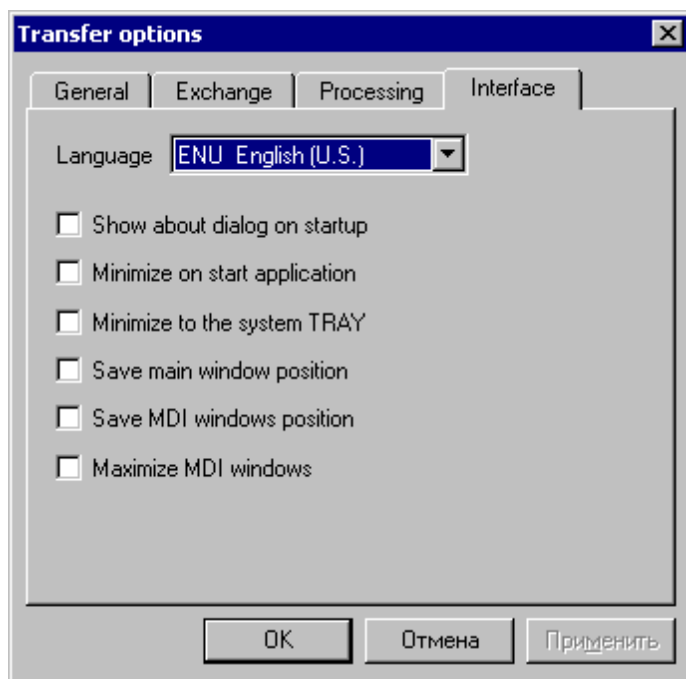 Transfer options
General Exchange Processing Interface
Language ENU English (U.S.)
Show about dialog on startup
Minimize on start application
Minimize to the system TRAY
Save main window position
Save MDI windows position
Maximize MDI windows
OK Отмена Применить